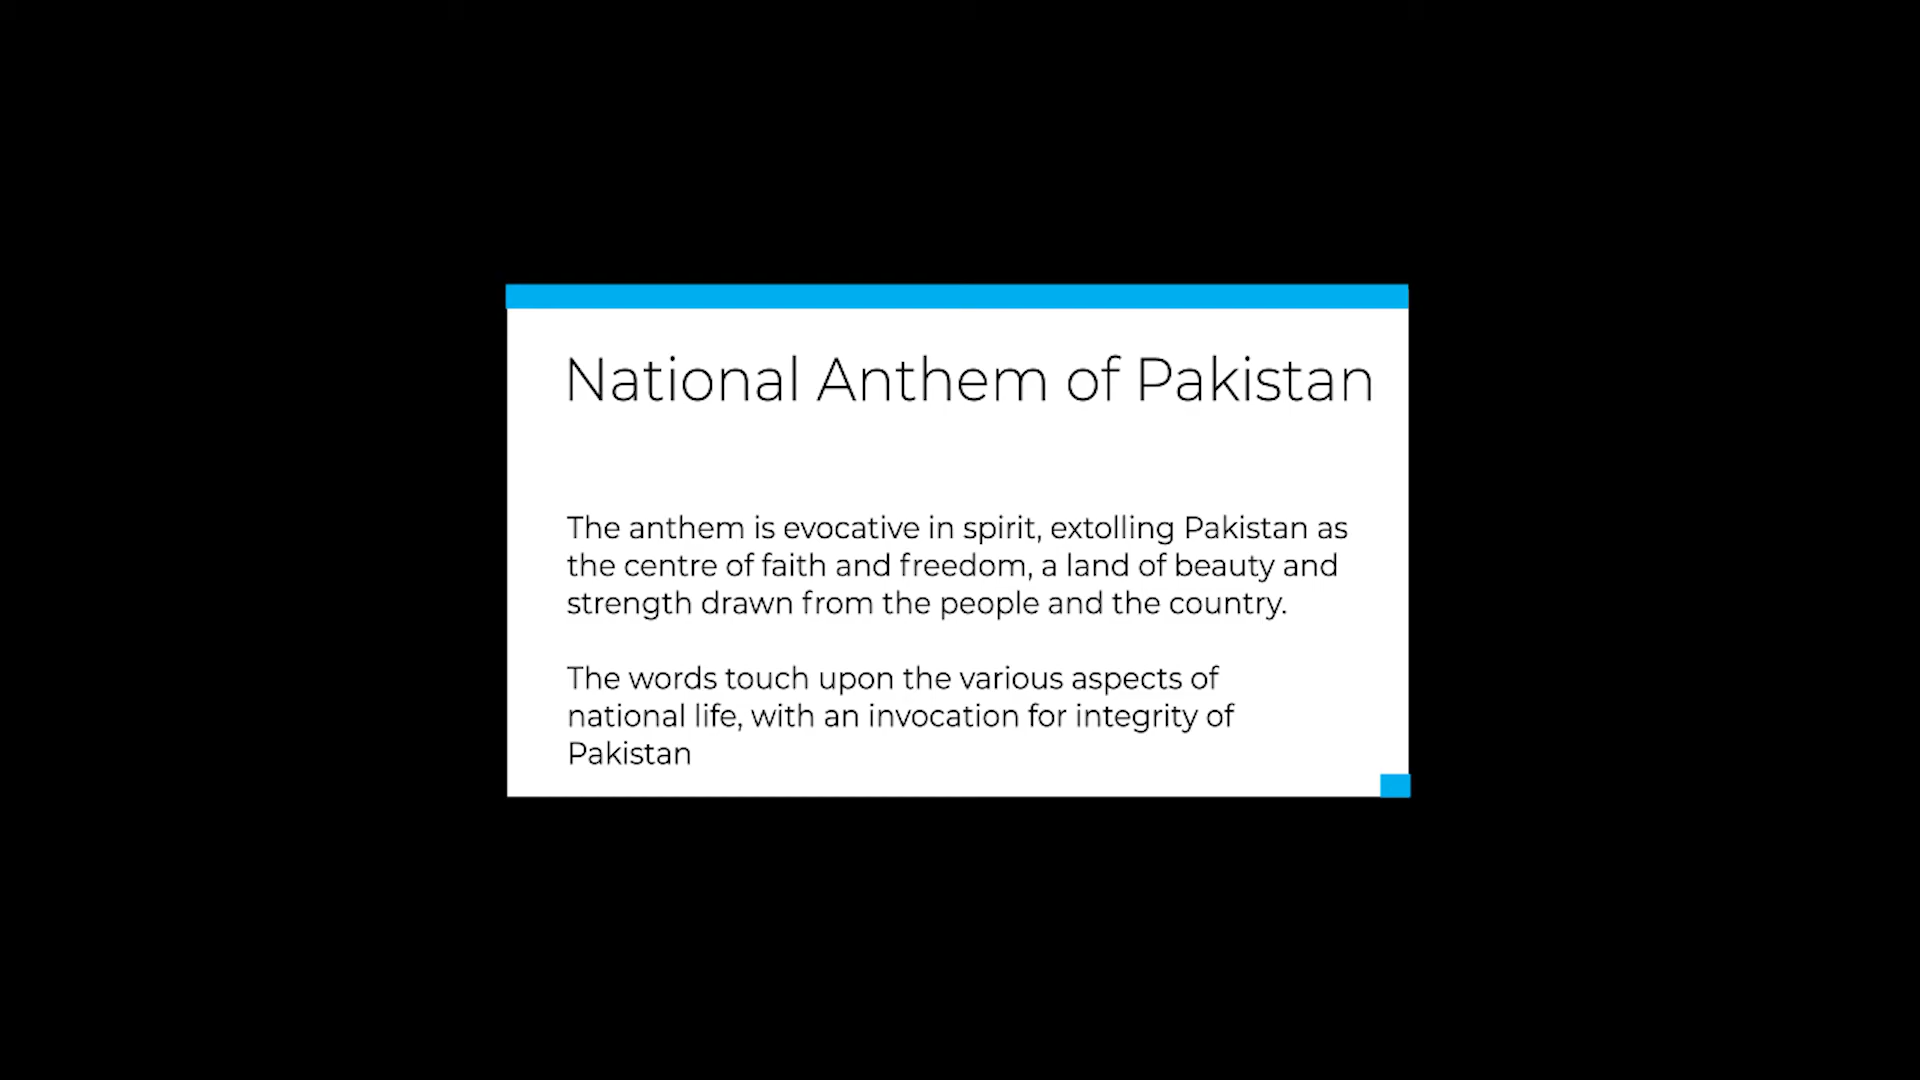 National Anthem of Pakistan
The anthem is evocative in spirit, extolling Pakistan as
the centre of faith and freedom, a land of beauty and
strength drawn from the people and the country.
The words touch upon the various aspects of
national life, with an invocation for integrity of
Pakistan